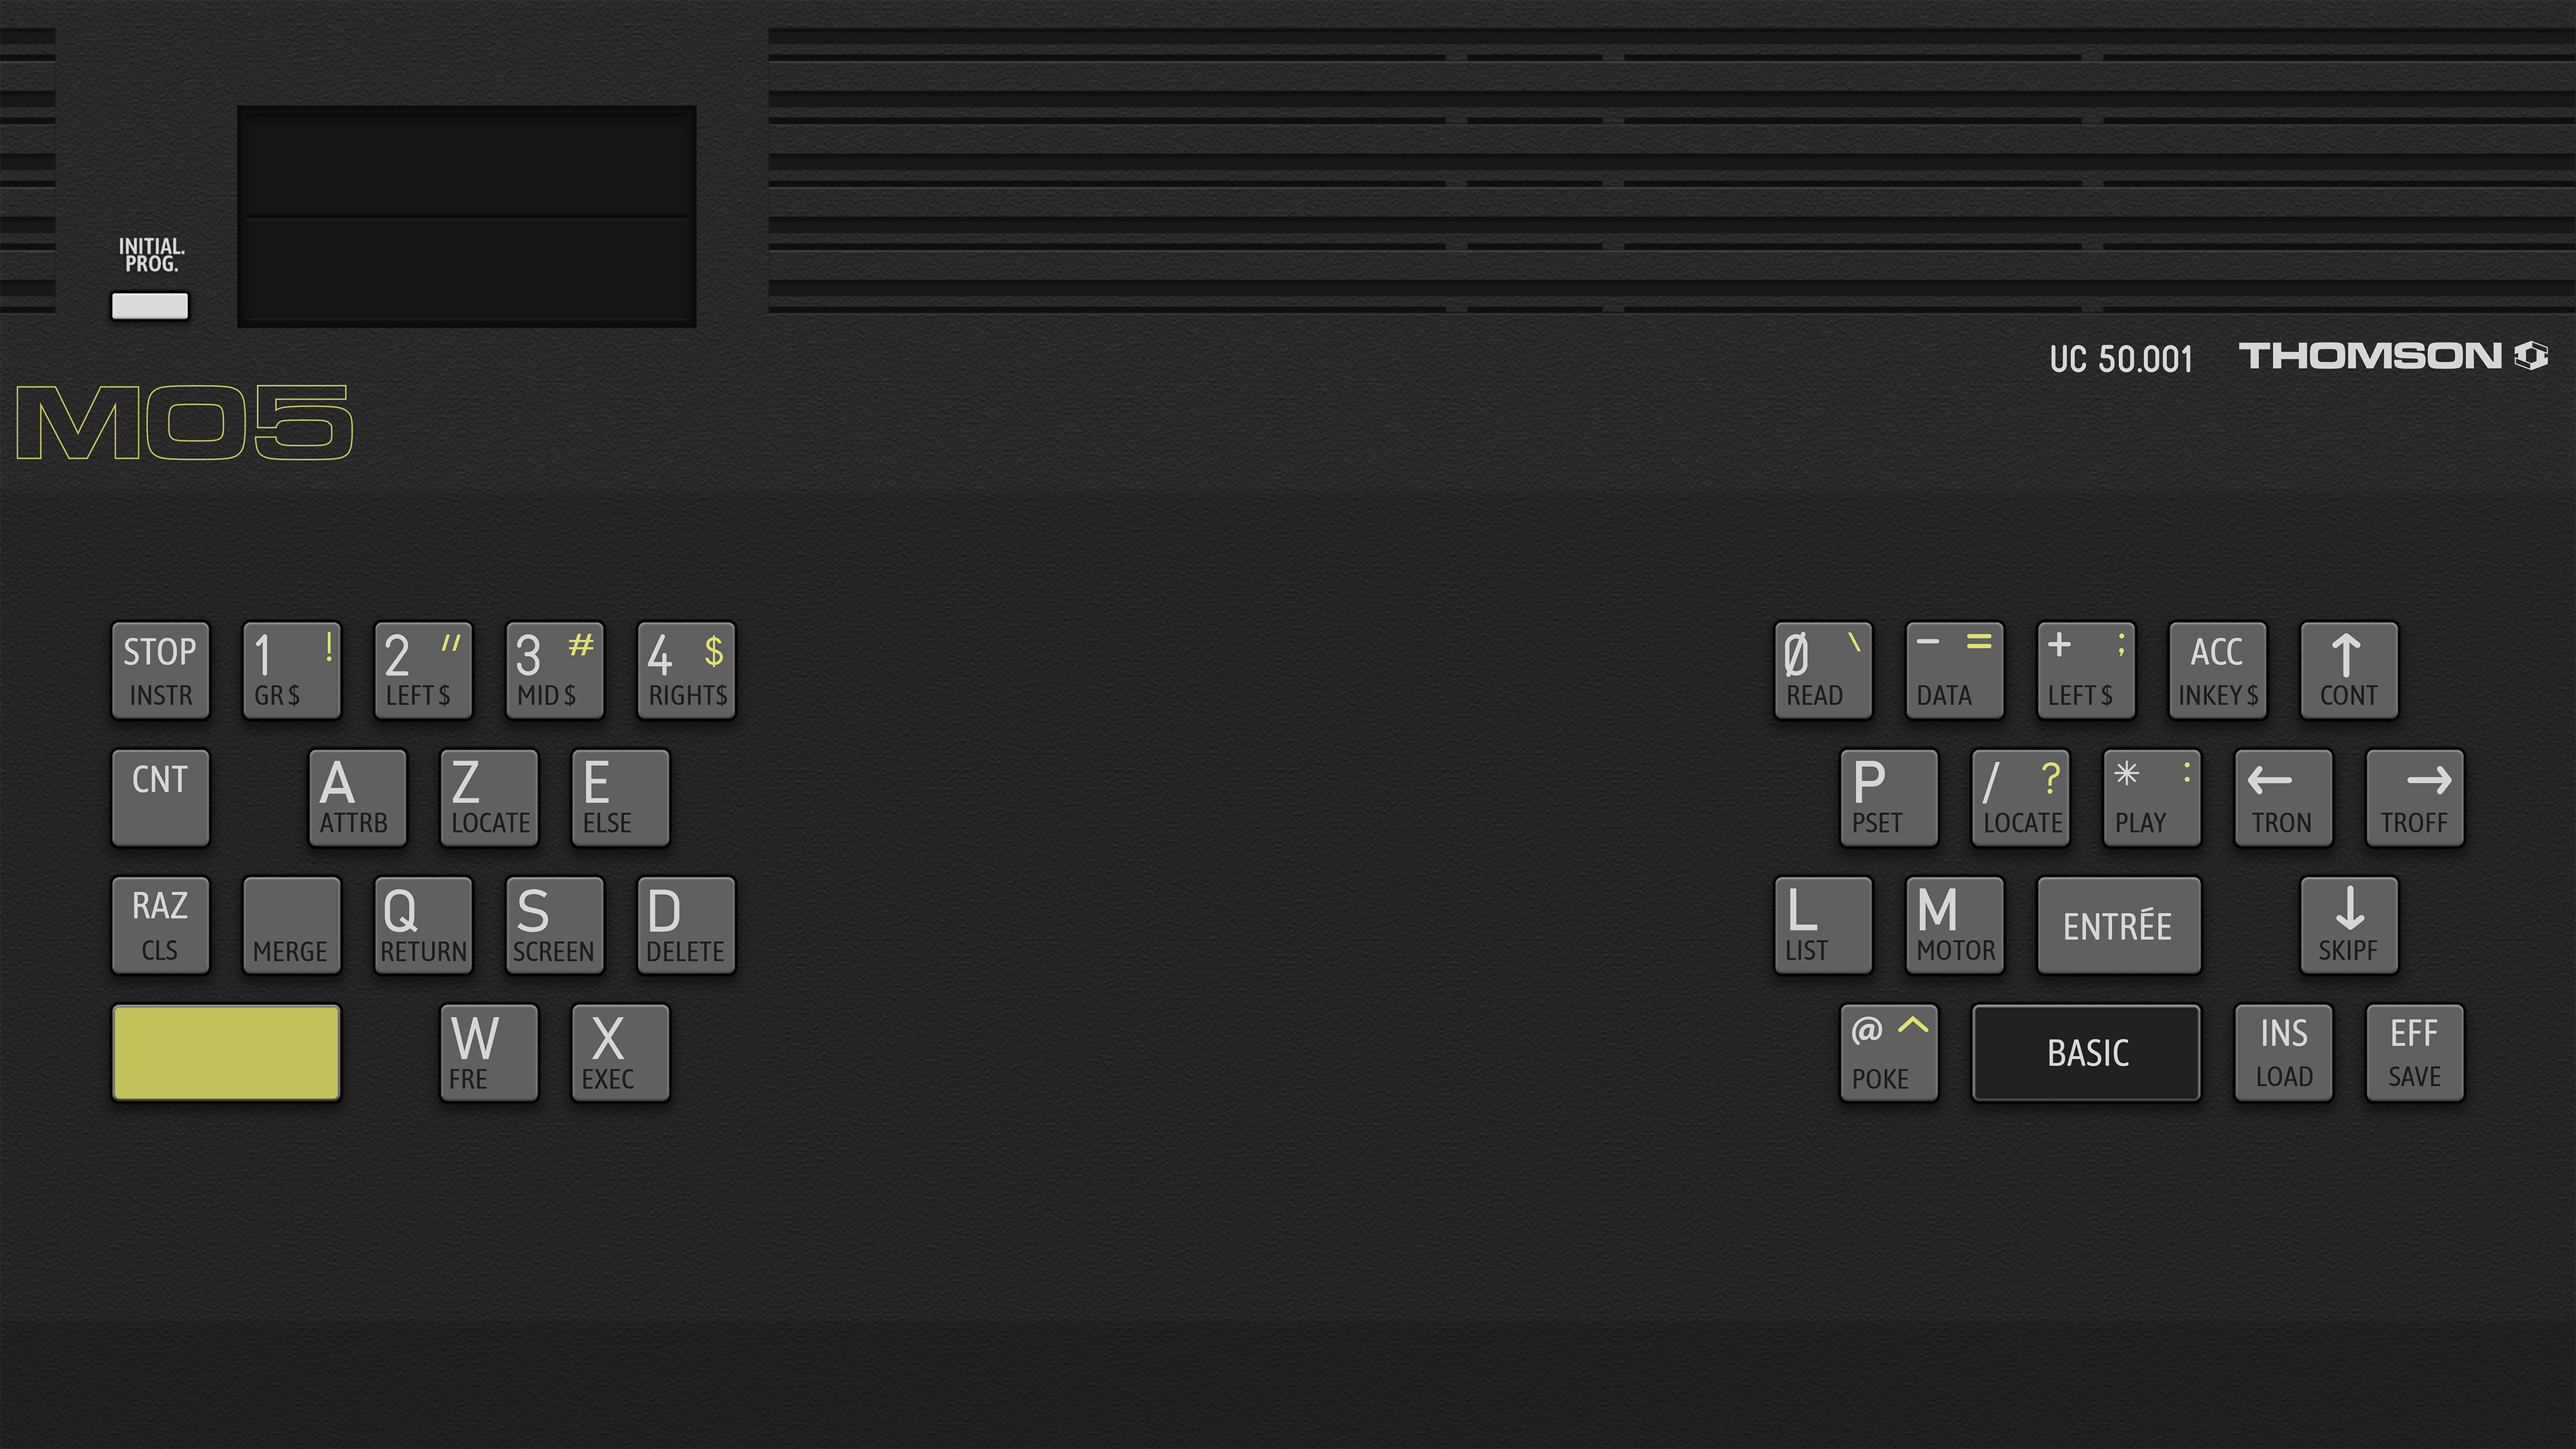 INITIAL.
PROG.
UC 50.001 THOMSON
MO5
STOP 1 ! 2 " 3 # 4 $ 0 \ - = + ; ACC ↑
INSTR GR $ LEFT $ MID $ RIGHT$ READ DATA LEFT $ INKEY $ CONT
CNT A Z E P / ? * : ← →
ATTRB LOCATE ELSE PSET LOCATE PLAY TRON TROFF
RAZ Q S D L M ENTRÉE ↓
CLS MERGE RETURN SCREEN DELETE LIST MOTOR SKIPF
W X @ ^ BASIC INS EFF
FRE EXEC POKE LOAD SAVE